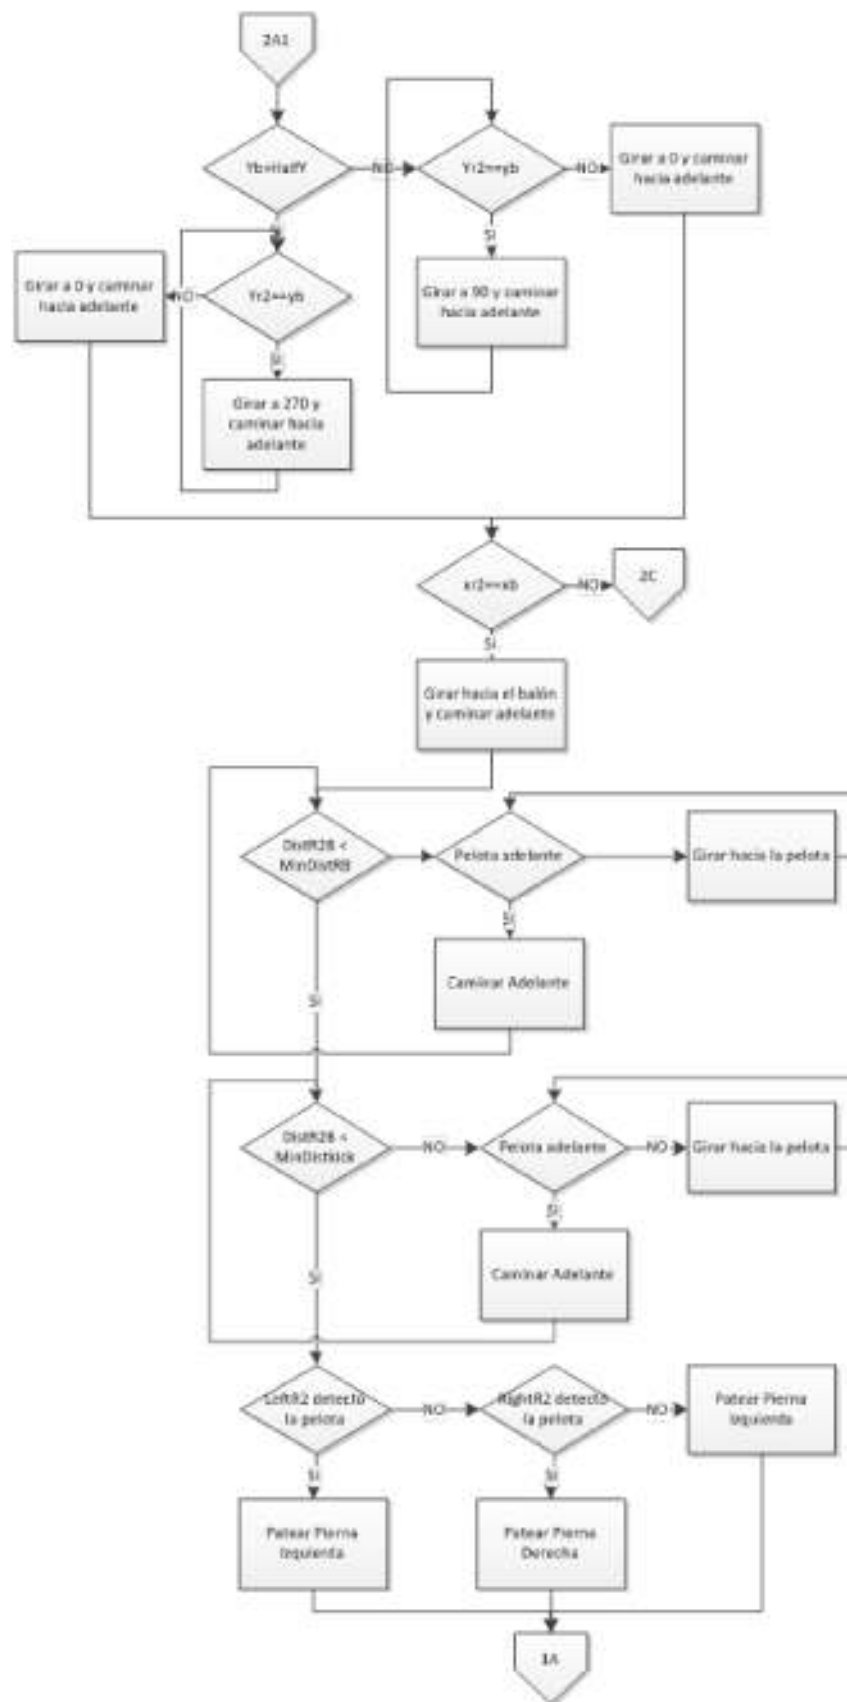 2A1
NO
Yr2==yb
NO
Girar a 0 y caminar
hacia adelante
SI
SI
Girar a 0 y caminar
hacia adelante
NO
Yr2==yb
Girar a 90 y caminar
hacia adelante
SI
Girar a 270 y
caminar hacia
adelante
xr2==xb
NO
2C
SI
Girar hacia el balón
y caminar adelante
DistR2B <
MinDistRB
Pelota adelante
Girar hacia la pelota
SI
Caminar Adelante
SI
DistR2B <
MinDistkick
NO
Pelota adelante
NO
Girar hacia la pelota
SI
Caminar Adelante
SI
LeftR2 detectó
la pelota
NO
RightR2 detectó
la pelota
NO
Patear Pierna
Izquienta
SI
SI
Patear Pierna
Izquienta
Patear Pierna
Derecha
1A